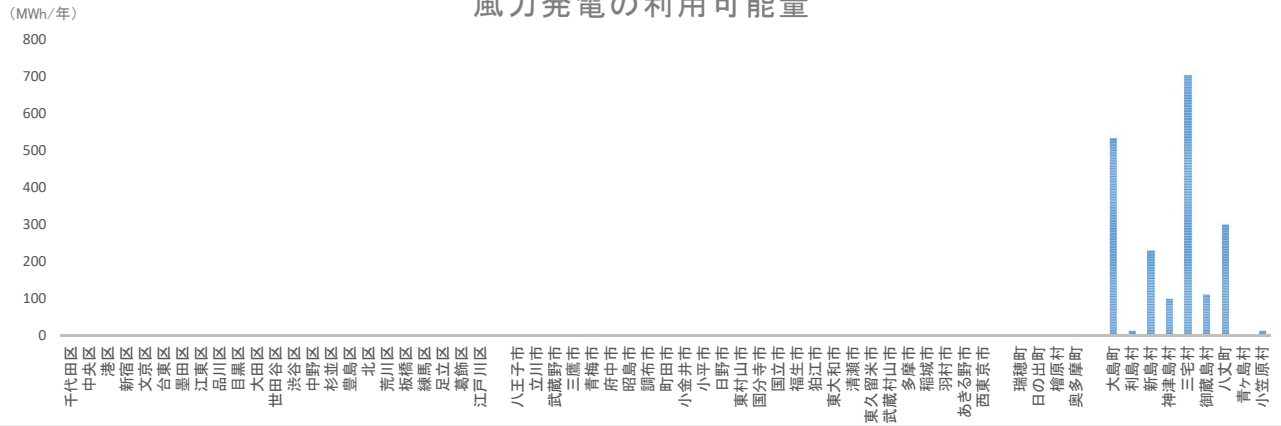 風力発電の利用可能量
（MWh/年）
800
700
600
500
400
300
200
100
0
千代田区
中央区
港区
新宿区
文京区
台東区
墨田区
江東区
品川区
目黒区
大田区
世田谷区
渋谷区
中野区
杉並区
豊島区
北区
荒川区
板橋区
練馬区
足立区
葛飾区
江戸川区
八王子市
立川市
武蔵野市
三鷹市
青梅市
府中市
昭島市
調布市
町田市
小金井市
小平市
日野市
東村山市
国分寺市
国立市
福生市
狛江市
東大和市
清瀬市
東久留米市
武蔵村山市
多摩市
稲城市
羽村市
あきる野市
西東京市
瑞穂町
日の出町
檜原村
奥多摩町
大島町
利島村
新島村
神津島村
三宅村
御蔵島村
八丈町
青ケ島村
小笠原村